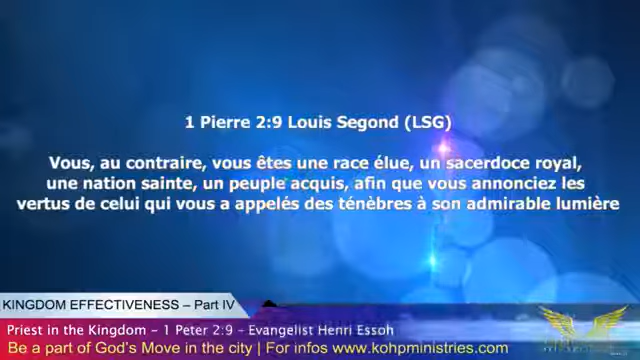 1 Pierre 2:9 Louis Segond (LSG)
Vous, au contraire, vous êtes une race élue, un sacerdoce royal,
une nation sainte, un peuple acquis, afin que vous annonciez les
vertus de celui qui vous a appelés des ténèbres à son admirable lumière
KINGDOM EFFECTIVENESS – Part IV
Priest in the Kingdom – 1 Peter 2:9 – Evangelist Henri Essoh
Be a part of God's Move in the city | For infos www.kohpministries.com